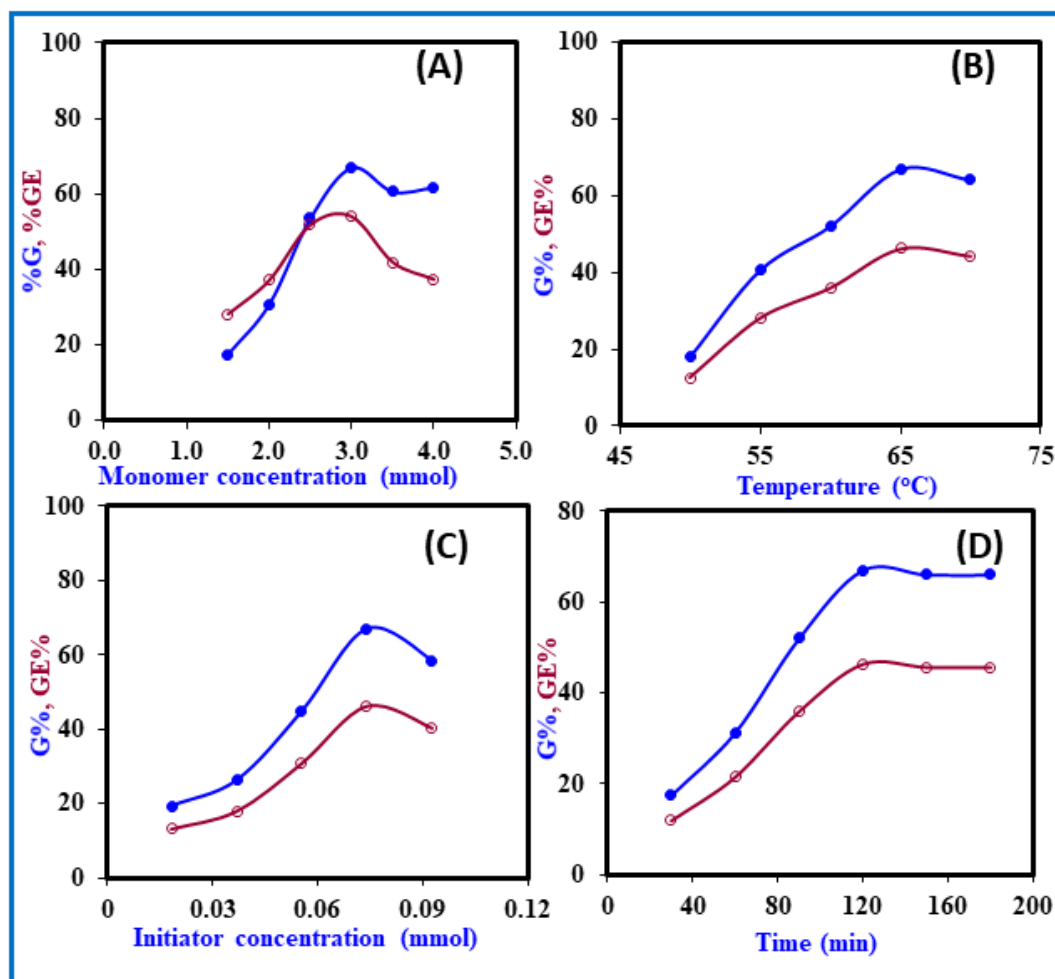 (A)
%G, %GE
100
80
60
40
20
0
0.0 1.0 2.0 3.0 4.0 5.0
Monomer concentration (mmol)
(B)
G%, GE%
100
80
60
40
20
0
45 55 65 75
Temperature (°C)
(C)
G%, GE%
100
80
60
40
20
0
0 0.03 0.06 0.09 0.12
Initiator concentration (mmol)
(D)
G%, GE%
80
60
40
20
0
0 40 80 120 160 200
Time (min)